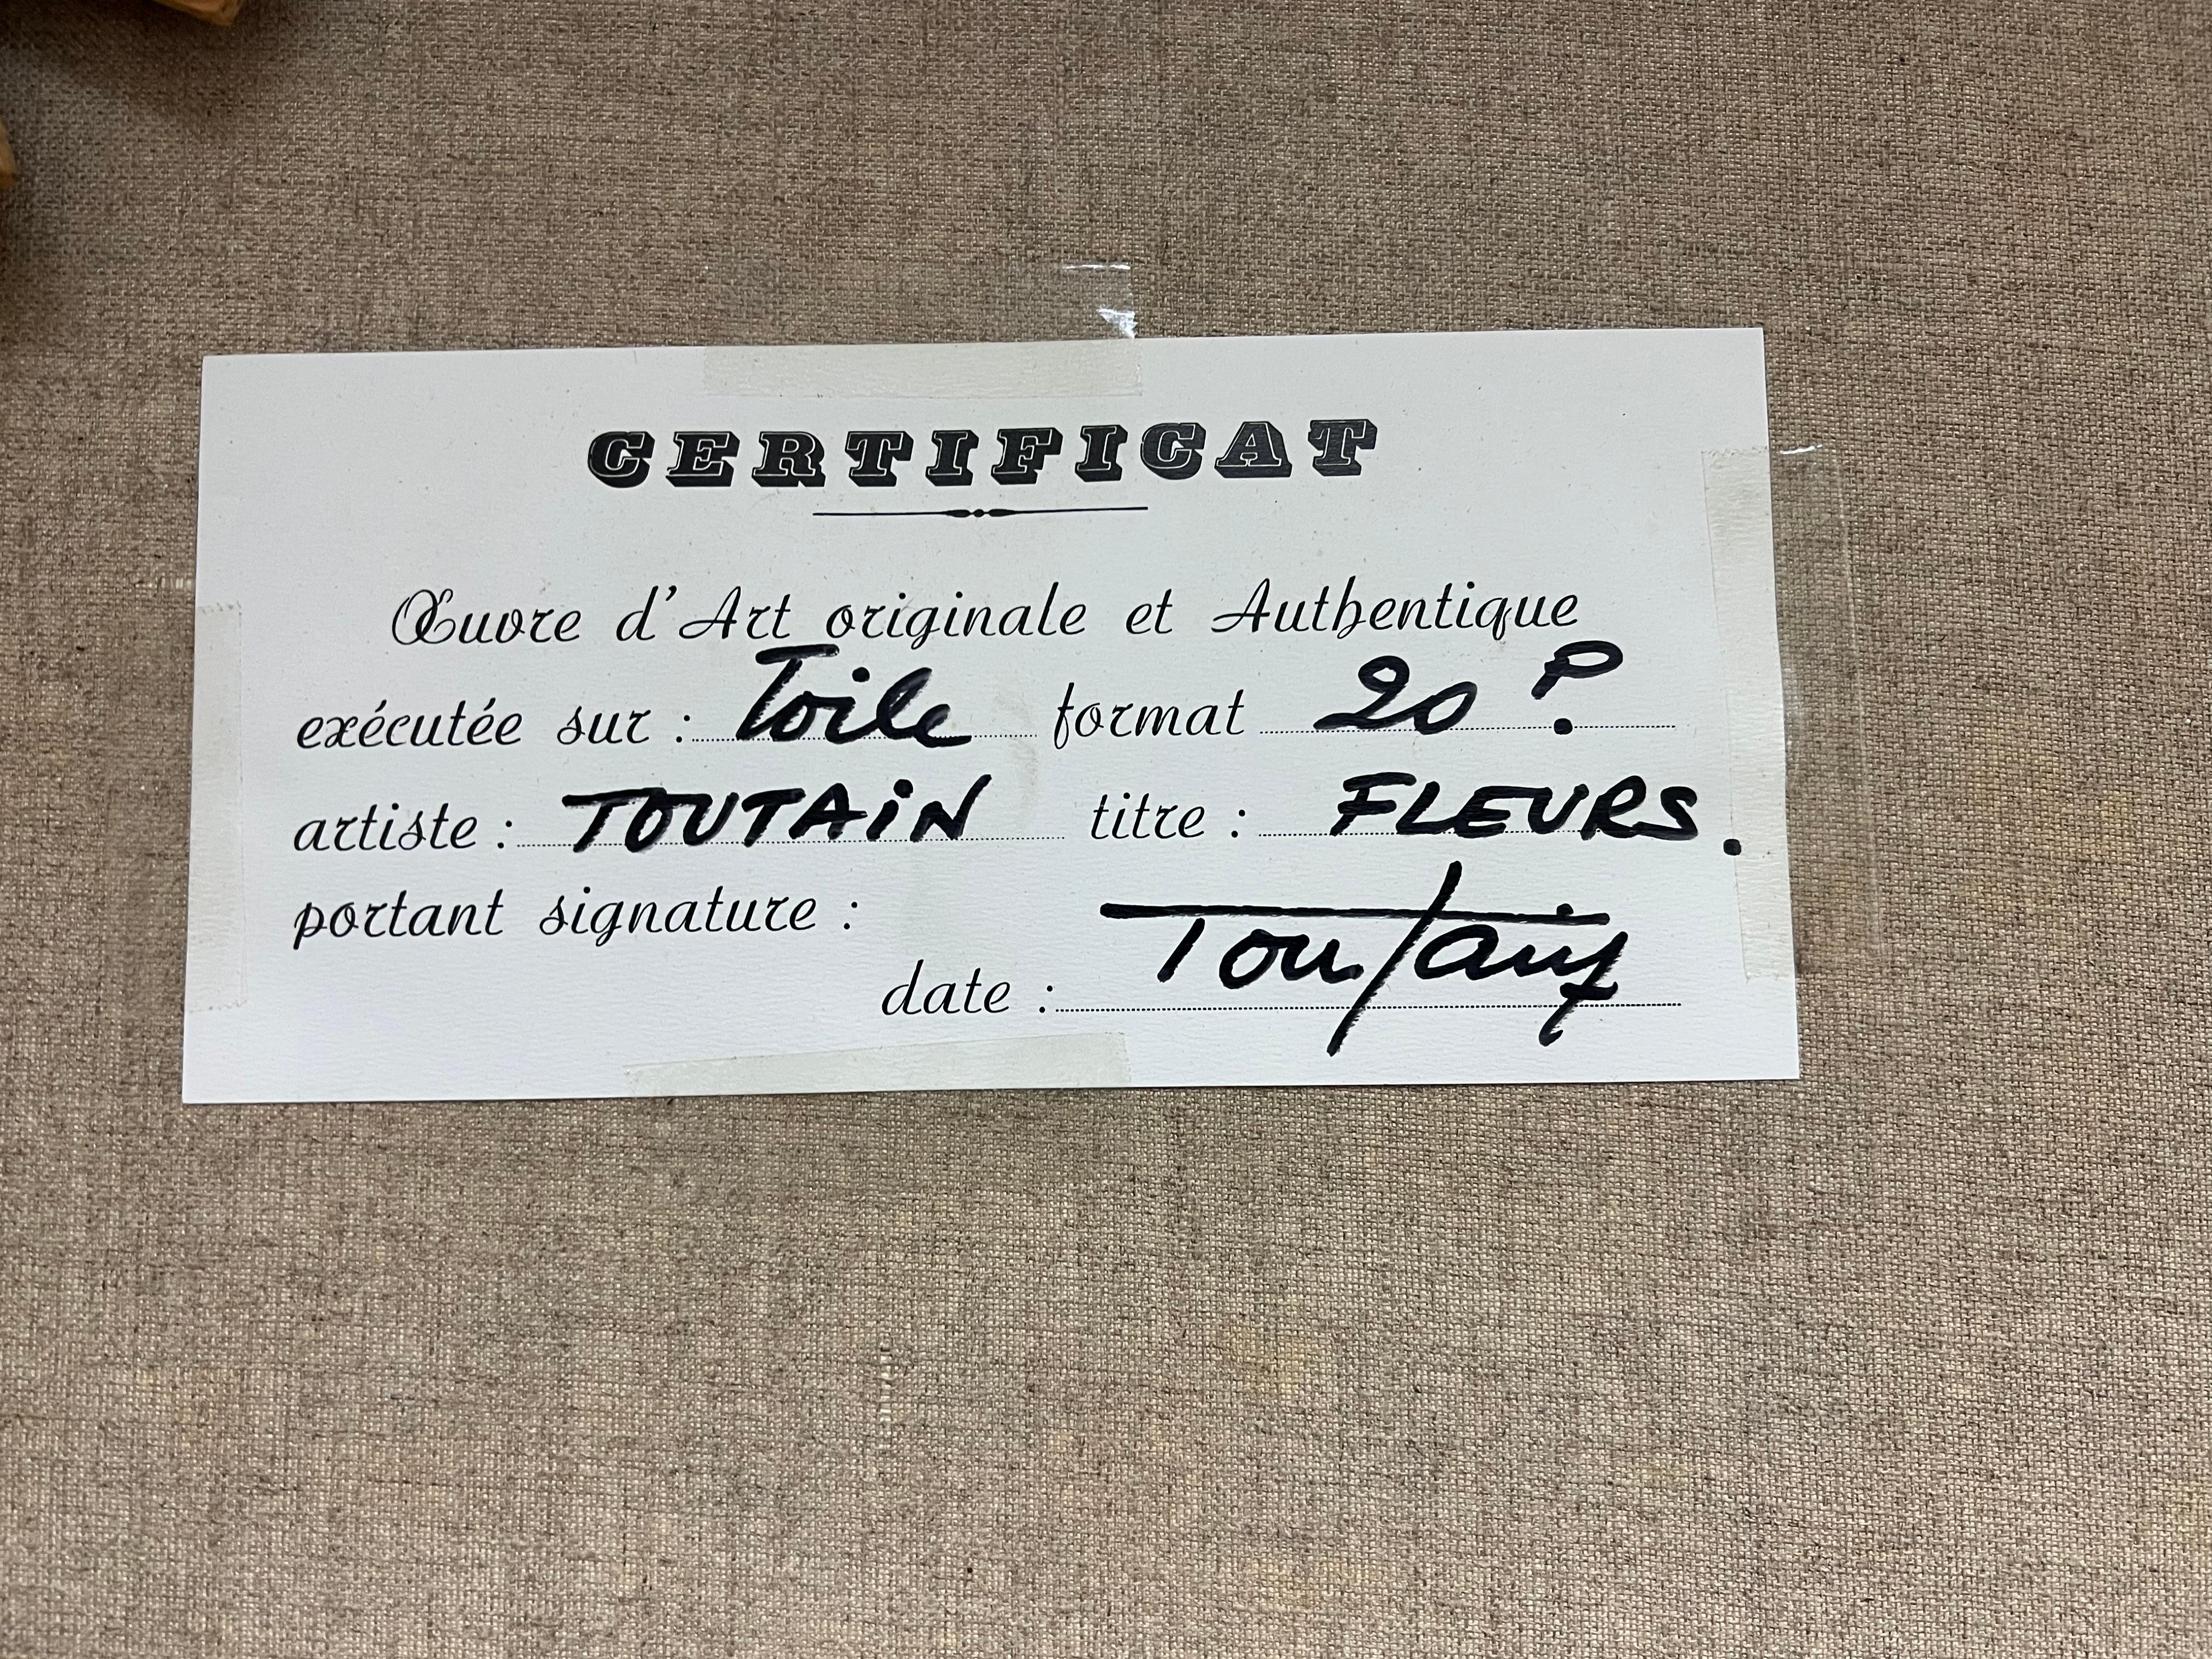 CERTIFICAT
Œuvre d'Art originale et Authentique
exécutée sur : Toile format 20 P.
artiste : TOUTAiN titre : FLEURS.
portant signature : Toutain
date :